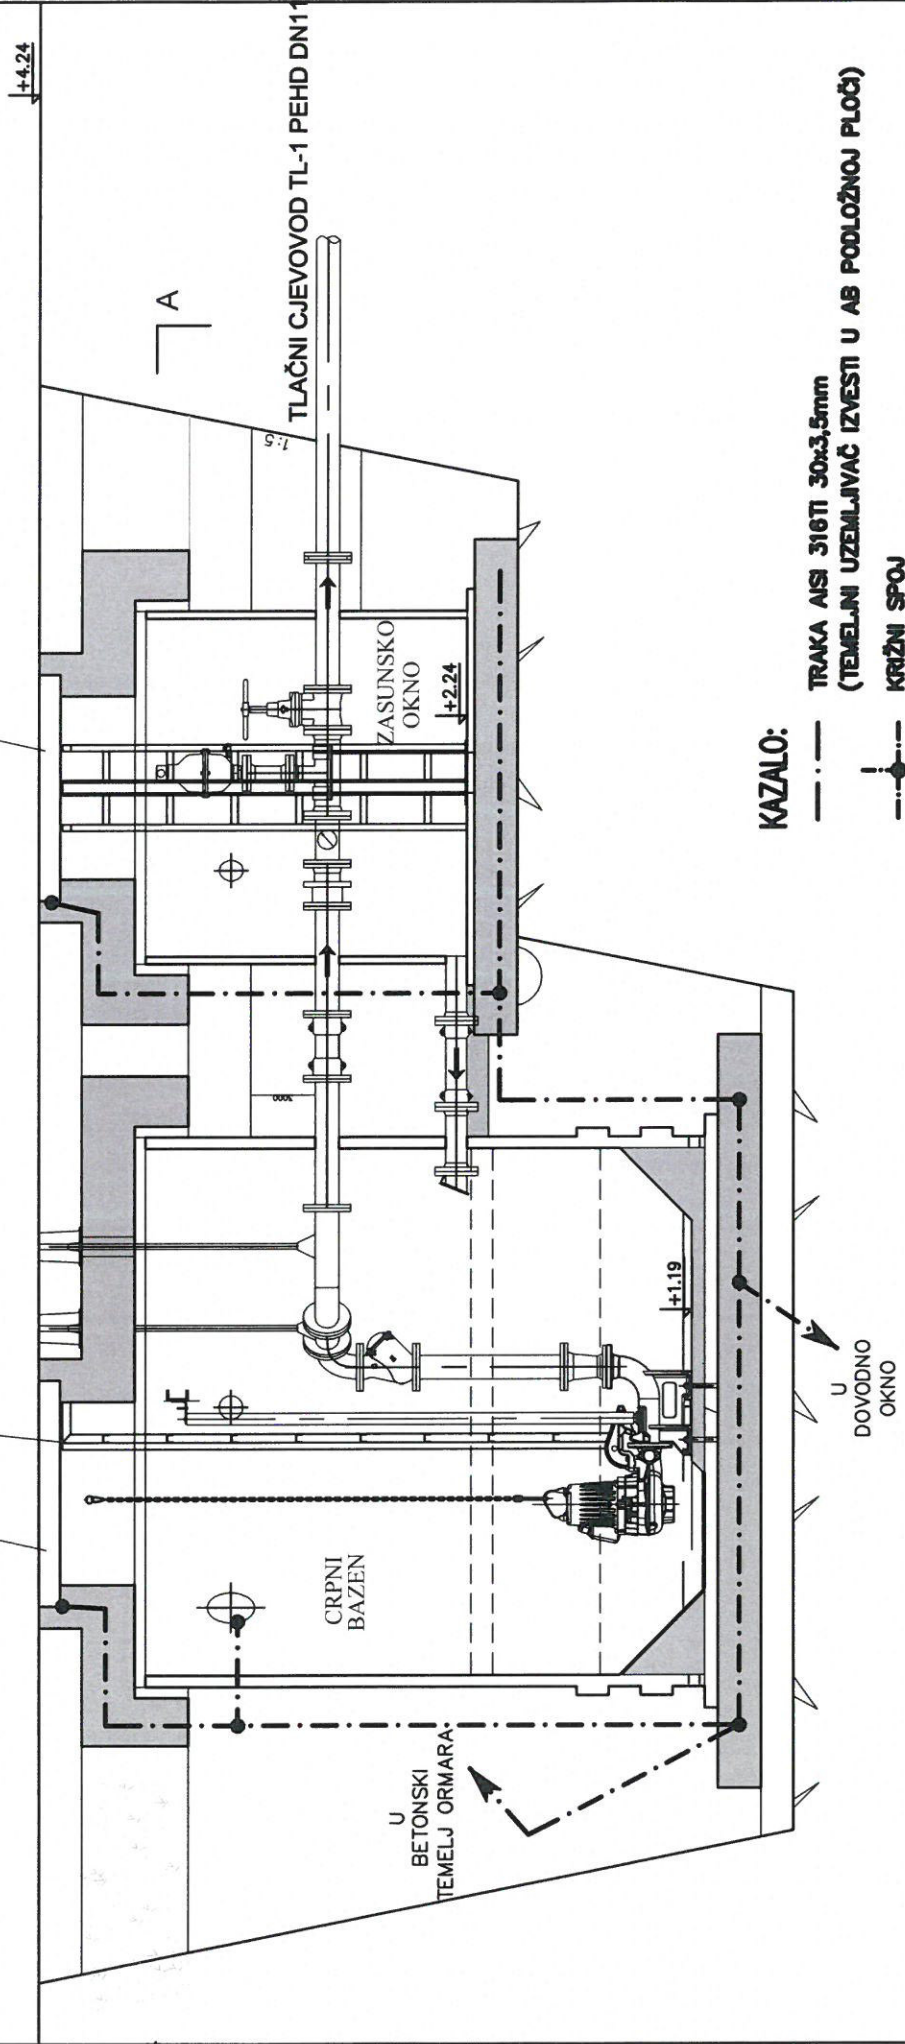 +4.24
A
TLAČNI CJEVOVOD TL-1 PEHD DN11
1:5
ZASUNSKO
OKNO
+2.24
3000
+1.19
CRPNI
BAZEN
U
BETONSKI
TEMELJ ORMARA
U
DOVODNO
OKNO
KAZALO:
TRAKA AISI 316TI 30x3,5mm
(TEMELJNI UZEMLJIVAČ IZVESTI U AB PODLOŽNOJ PLOČI)
KRIŽNI SPOJ